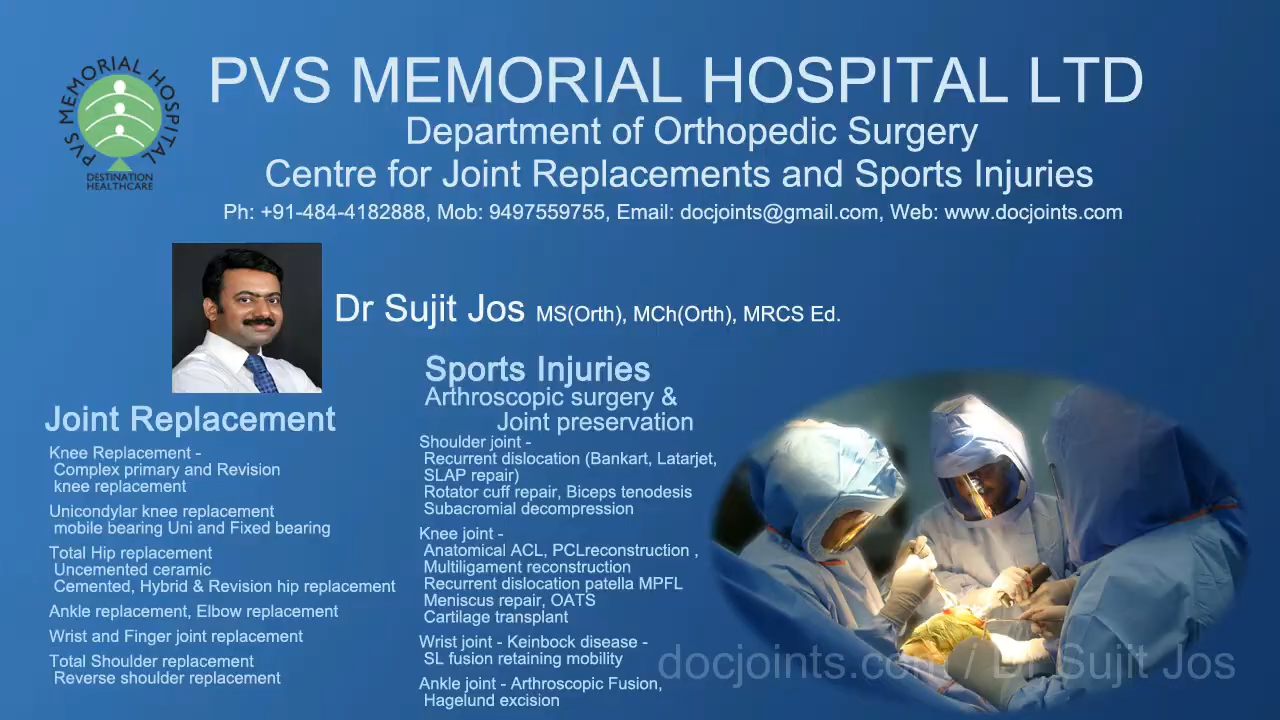 PVS MEMORIAL HOSPITAL
DESTINATION
HEALTHCARE
PVS MEMORIAL HOSPITAL LTD
Department of Orthopedic Surgery
Centre for Joint Replacements and Sports Injuries
Ph: +91-484-4182888, Mob: 9497559755, Email: docjoints@gmail.com, Web: www.docjoints.com
Dr Sujit Jos MS(Orth), MCh(Orth), MRCS Ed.
Joint Replacement
Knee Replacement -
Complex primary and Revision
knee replacement
Unicondylar knee replacement
mobile bearing Uni and Fixed bearing
Total Hip replacement
Uncemented ceramic
Cemented, Hybrid & Revision hip replacement
Ankle replacement, Elbow replacement
Wrist and Finger joint replacement
Total Shoulder replacement
Reverse shoulder replacement
Sports Injuries
Arthroscopic surgery &
Joint preservation
Shoulder joint -
Recurrent dislocation (Bankart, Latarjet,
SLAP repair)
Rotator cuff repair, Biceps tenodesis
Subacromial decompression
Knee joint -
Anatomical ACL, PCLreconstruction ,
Multiligament reconstruction
Recurrent dislocation patella MPFL
Meniscus repair, OATS
Cartilage transplant
Wrist joint - Keinbock disease -
SL fusion retaining mobility
Ankle joint - Arthroscopic Fusion,
Hagelund excision
docjoints.com / Dr Sujit Jos